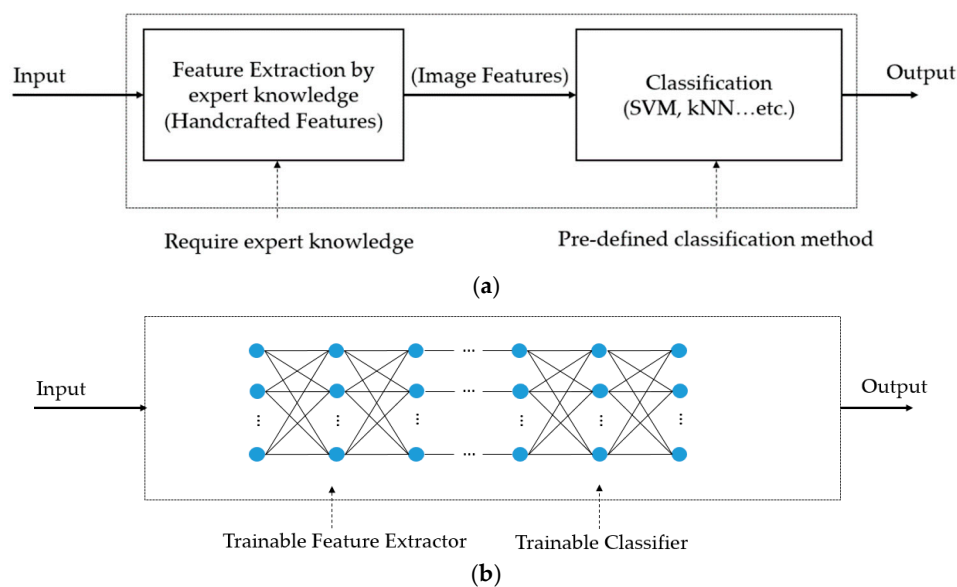 Input
Feature Extraction by
expert knowledge
(Handcrafted Features)
(Image Features)
Classification
(SVM, kNN…etc.)
Output
Require expert knowledge
Pre-defined classification method
(a)
Input
...
...
...
...
Output
Trainable Feature Extractor
Trainable Classifier
(b)